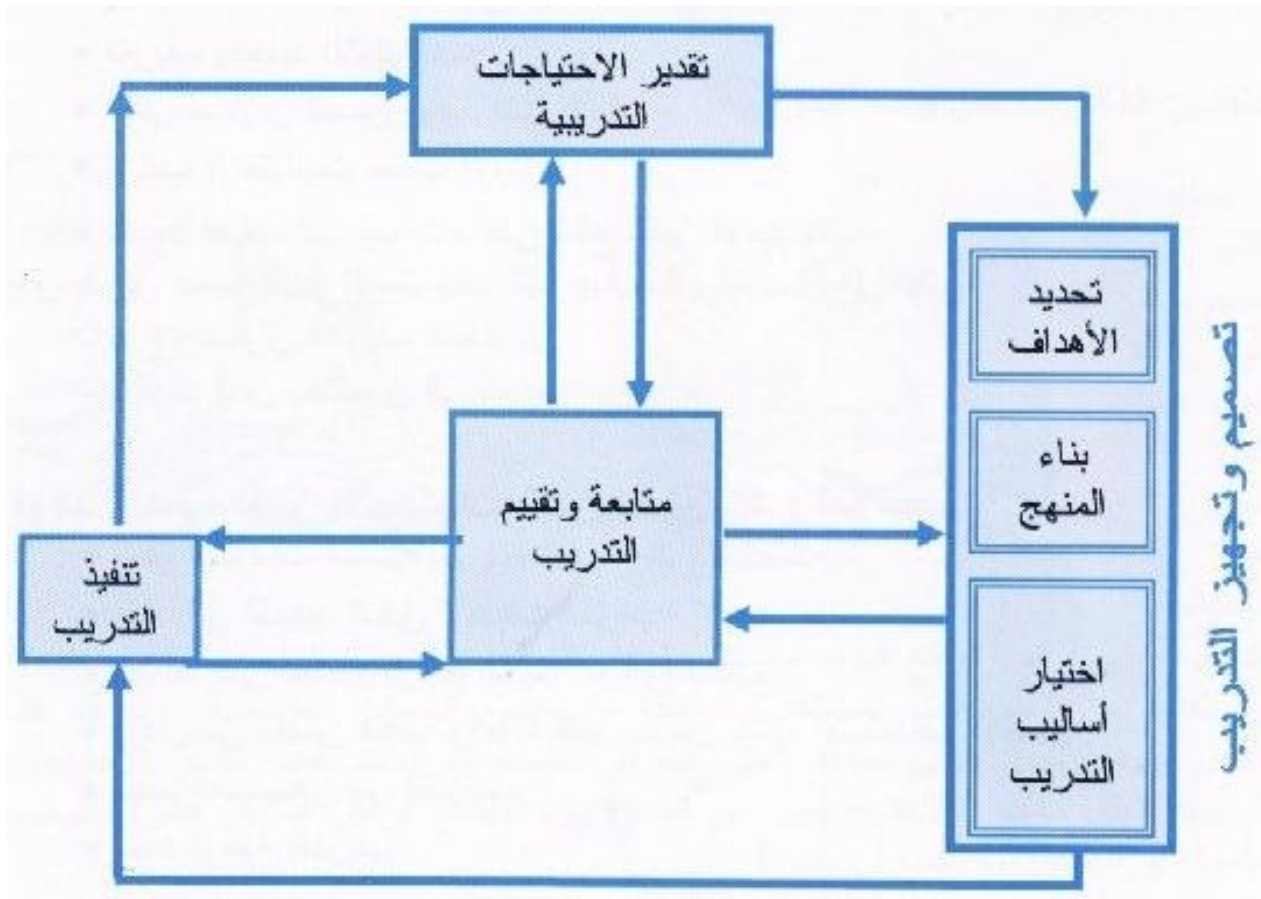 تقدير الاحتياجات
التدريبية
تحديد
الأهداف
بناء
المنهج
اختيار
أساليب
التدريب
تصميم وتجهيز التدريب
متابعة وتقييم
التدريب
تنفيذ
التدريب